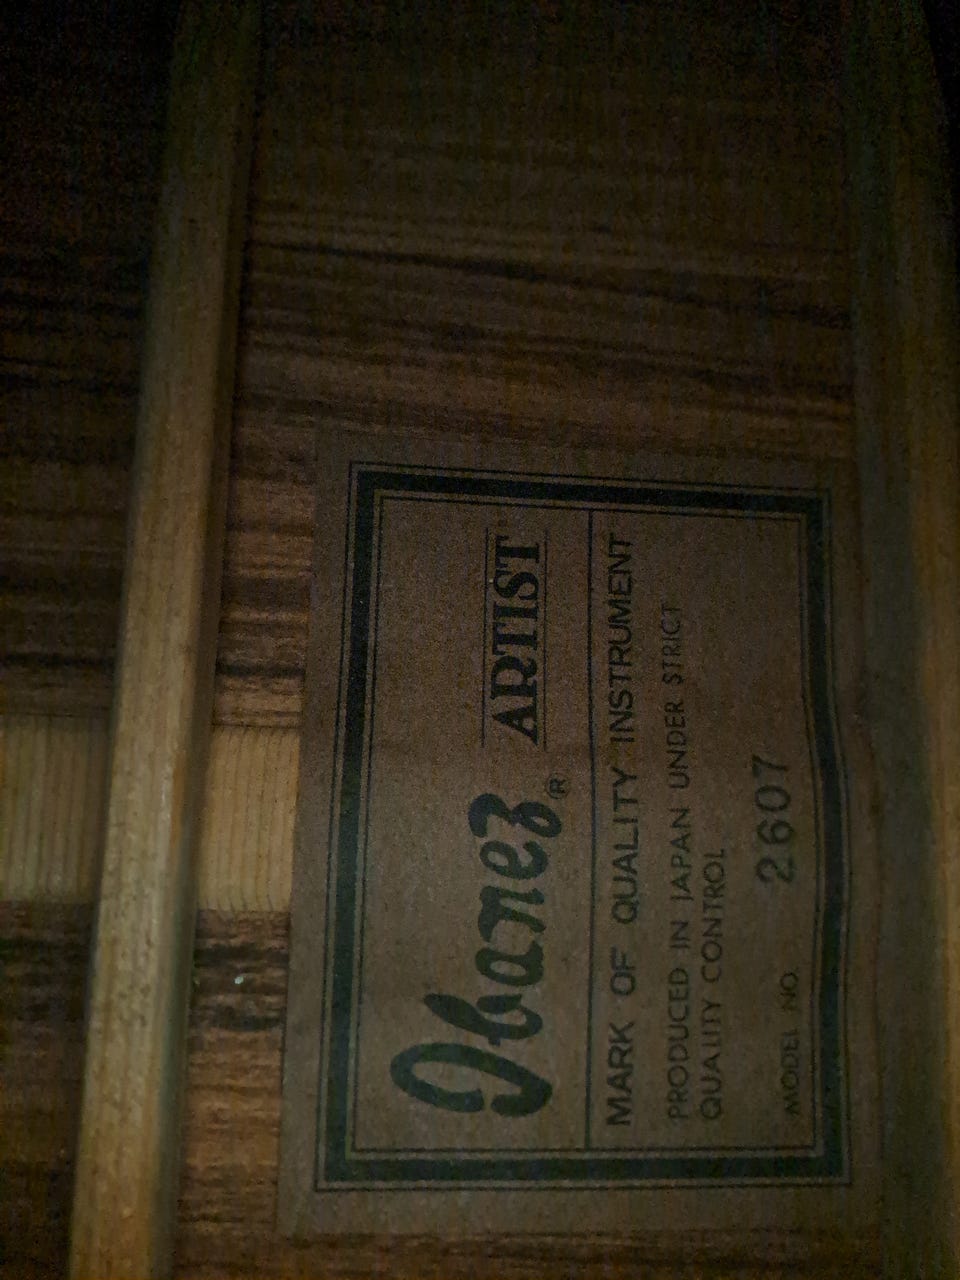 Ibanez® ARTIST
MARK OF QUALITY INSTRUMENT
PRODUCED IN JAPAN UNDER STRICT
QUALITY CONTROL
MODEL NO. 2607